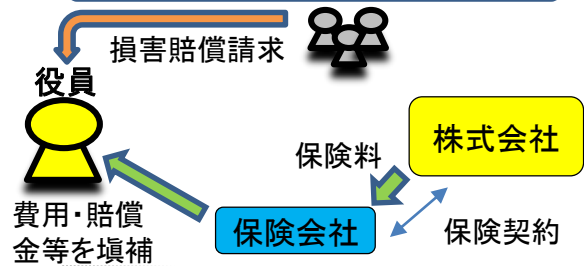 損害賠償請求
役員
株式会社
保険料
費用・賠償
金等を塡補
保険会社
保険契約